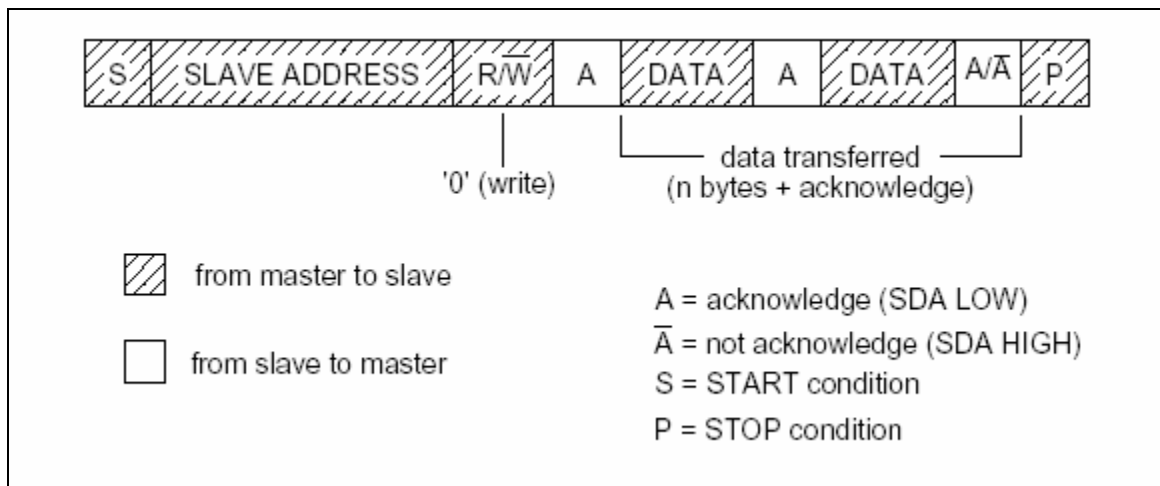 S SLAVE ADDRESS R/W̅ A DATA A DATA A/A̅ P
'0' (write)
data transferred
(n bytes + acknowledge)
from master to slave
from slave to master
A = acknowledge (SDA LOW)
A̅ = not acknowledge (SDA HIGH)
S = START condition
P = STOP condition